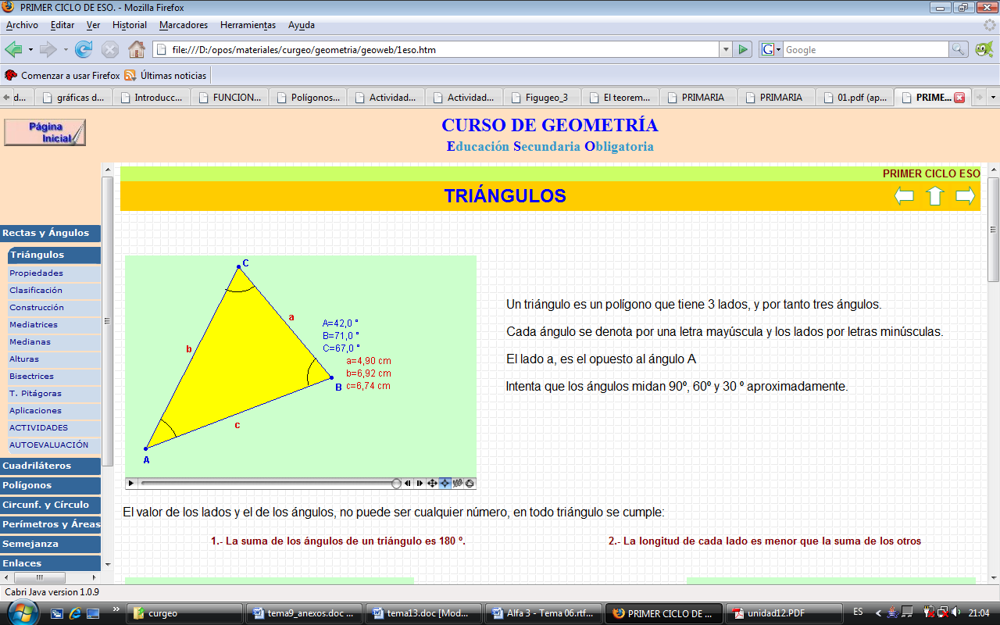 PRIMER CICLO DE ESO. - Mozilla Firefox
Archivo Editar Ver Historial Marcadores Herramientas Ayuda
file:///D:/opos/materiales/curgeo/geometria/geoweb/1eso.htm
Google
Comenzar a usar Firefox Últimas noticias
d... gráficas d... Introducc... FUNCION... Polígonos... Actividad... Actividad... Figugeo_3 El teorem... PRIMARIA PRIMARIA 01.pdf (ap... PRIME...
Página Inicial
CURSO DE GEOMETRÍA
Educación Secundaria Obligatoria
PRIMER CICLO ESO
TRIÁNGULOS
Rectas y Ángulos
Triángulos
Propiedades
Clasificación
Construcción
Mediatrices
Medianas
Alturas
Bisectrices
T. Pitágoras
Aplicaciones
ACTIVIDADES
AUTOEVALUACIÓN
Cuadriláteros
Polígonos
Circunf. y Círculo
Perímetros y Áreas
Semejanza
Enlaces
C
a
b
A=42,0 °
B=71,0 °
C=67,0 °
a=4,90 cm
b=6,92 cm
c=6,74 cm
B
c
A
Un triángulo es un polígono que tiene 3 lados, y por tanto tres ángulos.
Cada ángulo se denota por una letra mayúscula y los lados por letras minúsculas.
El lado a, es el opuesto al ángulo A
Intenta que los ángulos midan 90º, 60º y 30 º aproximadamente.
El valor de los lados y el de los ángulos, no puede ser cualquier número, en todo triángulo se cumple:
1.- La suma de los ángulos de un triángulo es 180 º.
2.- La longitud de cada lado es menor que la suma de los otros
Cabri Java version 1.0.9
curgeo tema9_anexos.doc ... tema13.doc [Mod... Alfa 3 - Tema 06.rtf... PRIMER CICLO DE ... unidad12.PDF ES 21:04